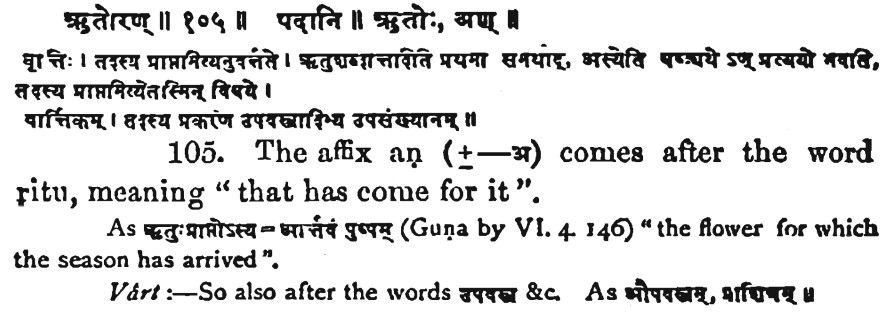 ऋतोरण् ॥ १०५ ॥ पदानि ॥ ऋतोः, अण् ॥
वृत्तिः । तदस्य प्राप्तमित्यनुवर्त्तते । ऋतुशब्दात्तदिति प्रथमा समर्थाद्, अस्येति षष्ठ्यर्थे ऽण् प्रत्ययो भवति,
तदस्य प्राप्तमित्येतस्मिन् विषये ।
वार्त्तिकम् । तदस्य प्रकरणे उपवस्त्रादिभ्य उपसंख्यानम् ॥
105. The affix aṇ (±—अ) comes after the word
ṛitu, meaning “ that has come for it ”.
As ऋतुःप्राप्तोऽस्य = आर्त्तवं पुष्पम् (Guṇa by VI. 4. 146) “ the flower for which
the season has arrived ”.
Várt :—So also after the words उपवस्त्र &c. As औपवस्त्रम्, प्राशित्रम् ॥